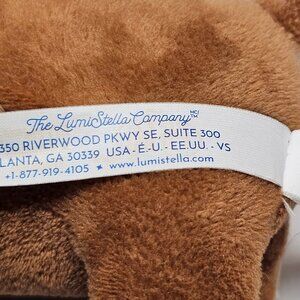 The LumiStella Company™
350 RIVERWOOD PKWY SE, SUITE 300
LANTA, GA 30339 USA - É.-U. - EE.UU. - VS
+1-877-919-4105 ✦ www.lumistella.com